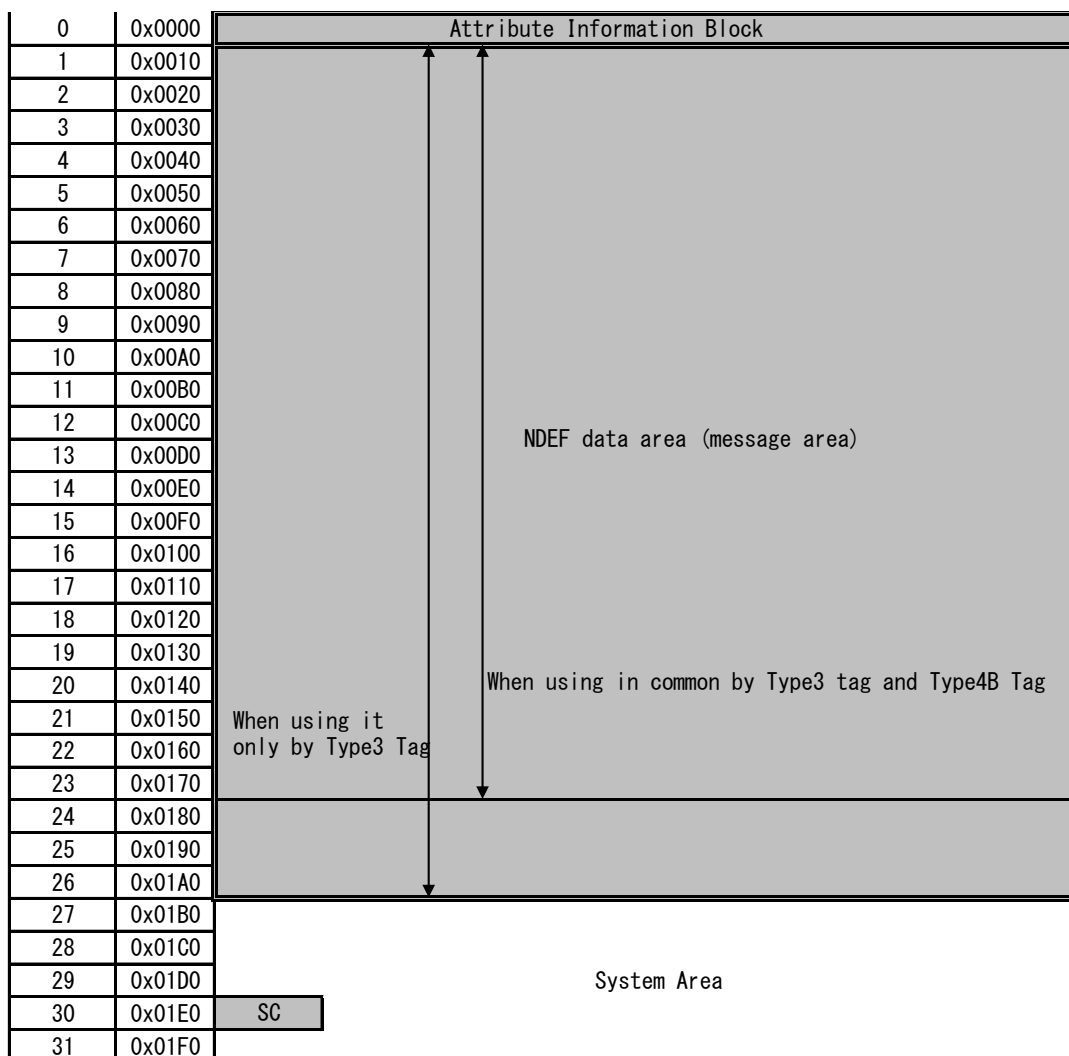 0 0x0000 Attribute Information Block
1 0x0010
2 0x0020
3 0x0030
4 0x0040
5 0x0050
6 0x0060
7 0x0070
8 0x0080
9 0x0090
10 0x00A0
11 0x00B0
12 0x00C0
NDEF data area (message area)
13 0x00D0
14 0x00E0
15 0x00F0
16 0x0100
17 0x0110
18 0x0120
19 0x0130
20 0x0140 When using in common by Type3 tag and Type4B Tag
21 0x0150 When using it
22 0x0160 only by Type3 Tag
23 0x0170
24 0x0180
25 0x0190
26 0x01A0
27 0x01B0
28 0x01C0
29 0x01D0 System Area
30 0x01E0 SC
31 0x01F0